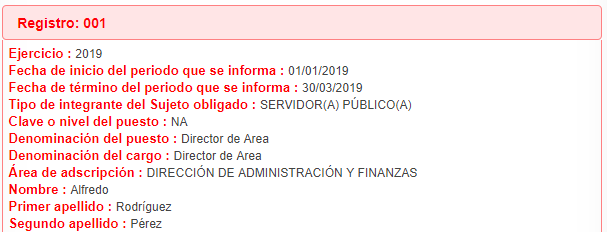 Registro: 001
Ejercicio : 2019
Fecha de inicio del periodo que se informa : 01/01/2019
Fecha de término del periodo que se informa : 30/03/2019
Tipo de integrante del Sujeto obligado : SERVIDOR(A) PÚBLICO(A)
Clave o nivel del puesto : NA
Denominación del puesto : Director de Area
Denominación del cargo : Director de Area
Área de adscripción : DIRECCIÓN DE ADMINISTRACIÓN Y FINANZAS
Nombre : Alfredo
Primer apellido : Rodríguez
Segundo apellido : Pérez